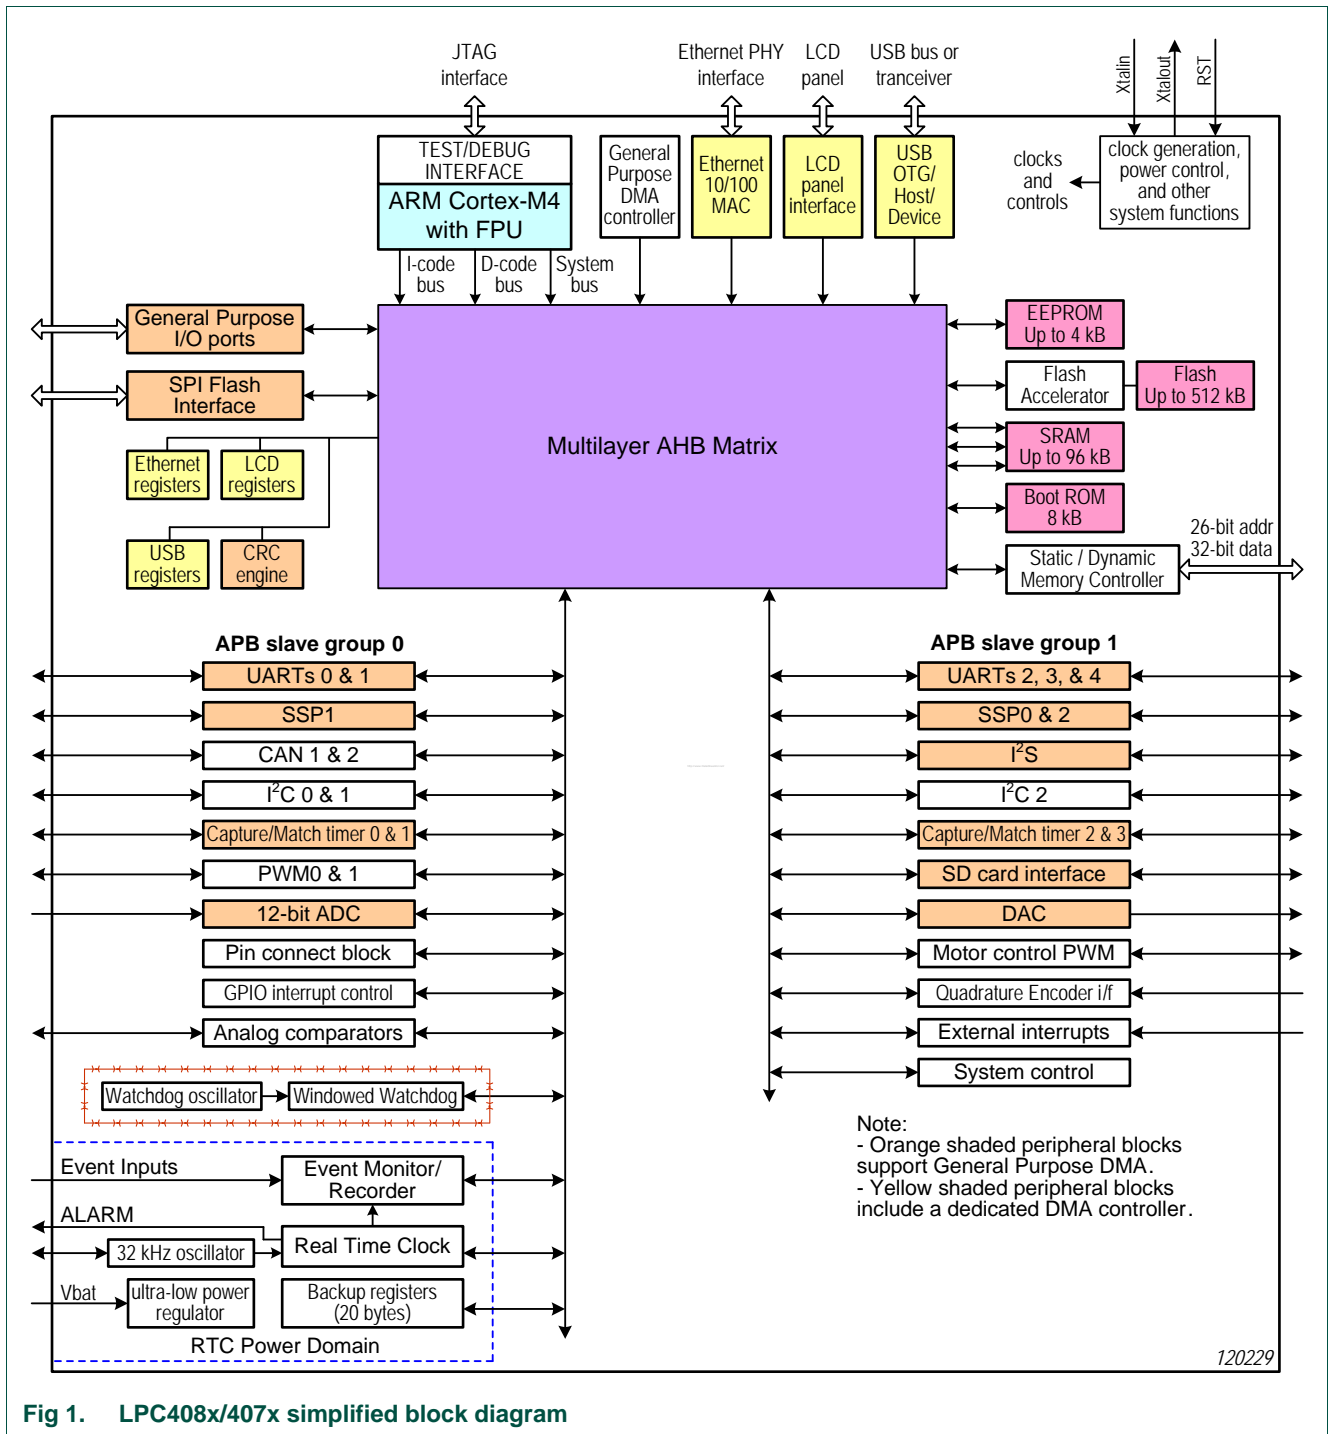 JTAG
interface
Ethernet PHY
interface
LCD
panel
USB bus or
tranceiver
Xtalin
Xtalout
RST
TEST/DEBUG
INTERFACE
ARM Cortex-M4
with FPU
General
Purpose
DMA
controller
Ethernet
10/100
MAC
LCD
panel
interface
USB
OTG/
Host/
Device
clocks
and
controls
clock generation,
power control,
and other
system functions
I-code
bus
D-code
bus
System
bus
General Purpose
I/O ports
SPI Flash
Interface
Ethernet
registers
LCD
registers
USB
registers
CRC
engine
Multilayer AHB Matrix
EEPROM
Up to 4 kB
Flash
Accelerator
Flash
Up to 512 kB
SRAM
Up to 96 kB
Boot ROM
8 kB
Static / Dynamic
Memory Controller
26-bit addr
32-bit data
APB slave group 0
UARTs 0 & 1
SSP1
CAN 1 & 2
I²C 0 & 1
Capture/Match timer 0 & 1
PWM0 & 1
12-bit ADC
Pin connect block
GPIO interrupt control
Analog comparators
Watchdog oscillator
Windowed Watchdog
APB slave group 1
UARTs 2, 3, & 4
SSP0 & 2
I²S
I²C 2
Capture/Match timer 2 & 3
SD card interface
DAC
Motor control PWM
Quadrature Encoder i/f
External interrupts
System control
Event Inputs
Event Monitor/
Recorder
ALARM
32 kHz oscillator
Real Time Clock
Vbat
ultra-low power
regulator
Backup registers
(20 bytes)
RTC Power Domain
Note:
- Orange shaded peripheral blocks
support General Purpose DMA.
- Yellow shaded peripheral blocks
include a dedicated DMA controller.
120229
Fig 1. LPC408x/407x simplified block diagram